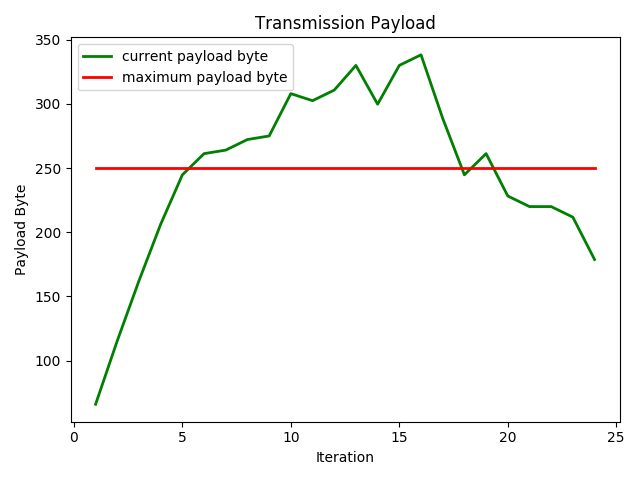 Transmission Payload
current payload byte
maximum payload byte
350
300
250
200
150
100
Payload Byte
0
5
10
15
20
25
Iteration